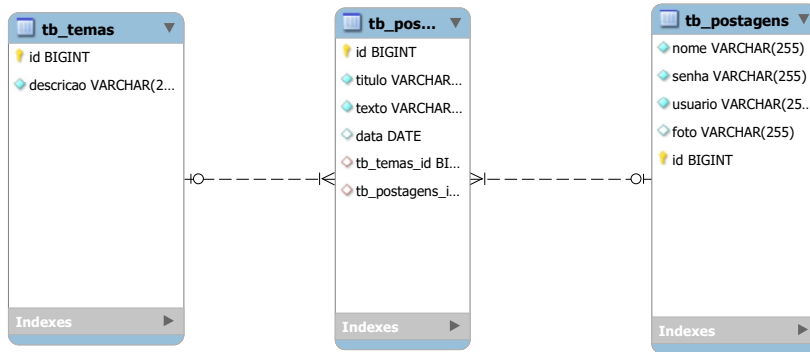 tb_temas
id BIGINT
descricao VARCHAR(2...
Indexes
tb_pos...
id BIGINT
titulo VARCHAR...
texto VARCHAR...
data DATE
tb_temas_id BI...
tb_postagens_i...
Indexes
tb_postagens
nome VARCHAR(255)
senha VARCHAR(255)
usuario VARCHAR(25...
foto VARCHAR(255)
id BIGINT
Indexes